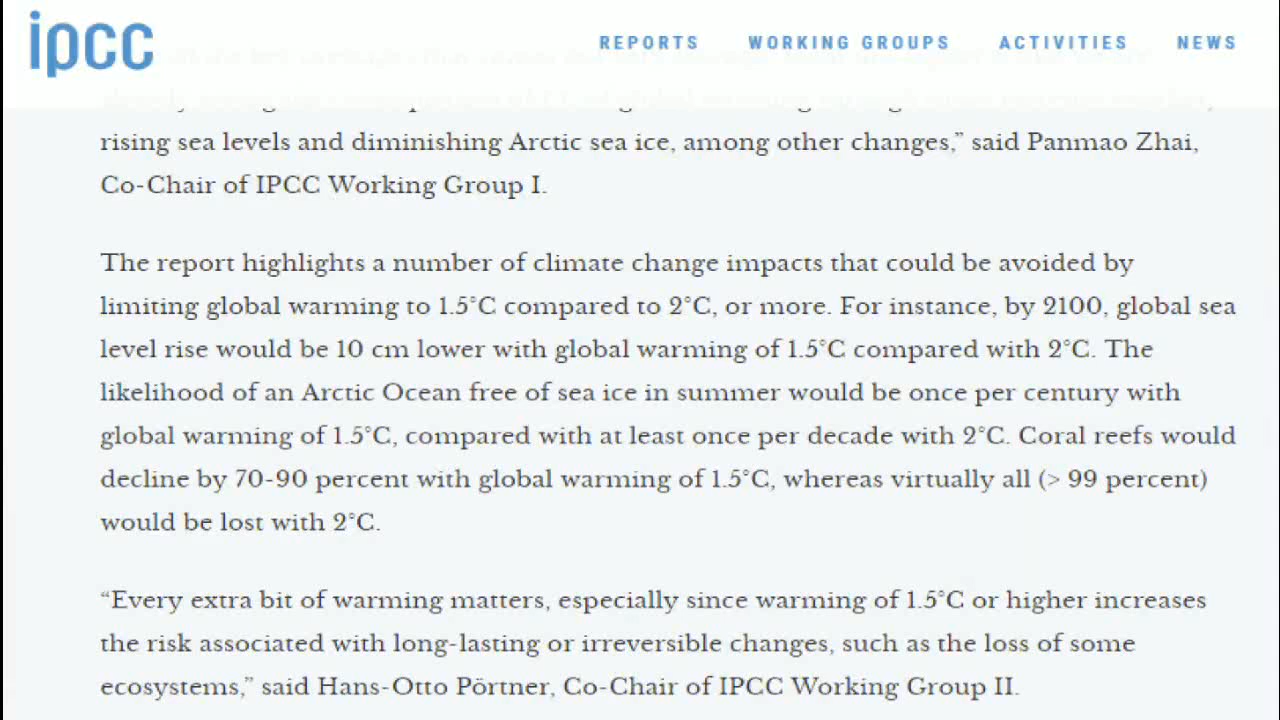 ipcc
REPORTS WORKING GROUPS ACTIVITIES NEWS
rising sea levels and diminishing Arctic sea ice, among other changes,” said Panmao Zhai,
Co-Chair of IPCC Working Group I.
The report highlights a number of climate change impacts that could be avoided by
limiting global warming to 1.5°C compared to 2°C, or more. For instance, by 2100, global sea
level rise would be 10 cm lower with global warming of 1.5°C compared with 2°C. The
likelihood of an Arctic Ocean free of sea ice in summer would be once per century with
global warming of 1.5°C, compared with at least once per decade with 2°C. Coral reefs would
decline by 70-90 percent with global warming of 1.5°C, whereas virtually all (> 99 percent)
would be lost with 2°C.
“Every extra bit of warming matters, especially since warming of 1.5°C or higher increases
the risk associated with long-lasting or irreversible changes, such as the loss of some
ecosystems,” said Hans-Otto Pörtner, Co-Chair of IPCC Working Group II.